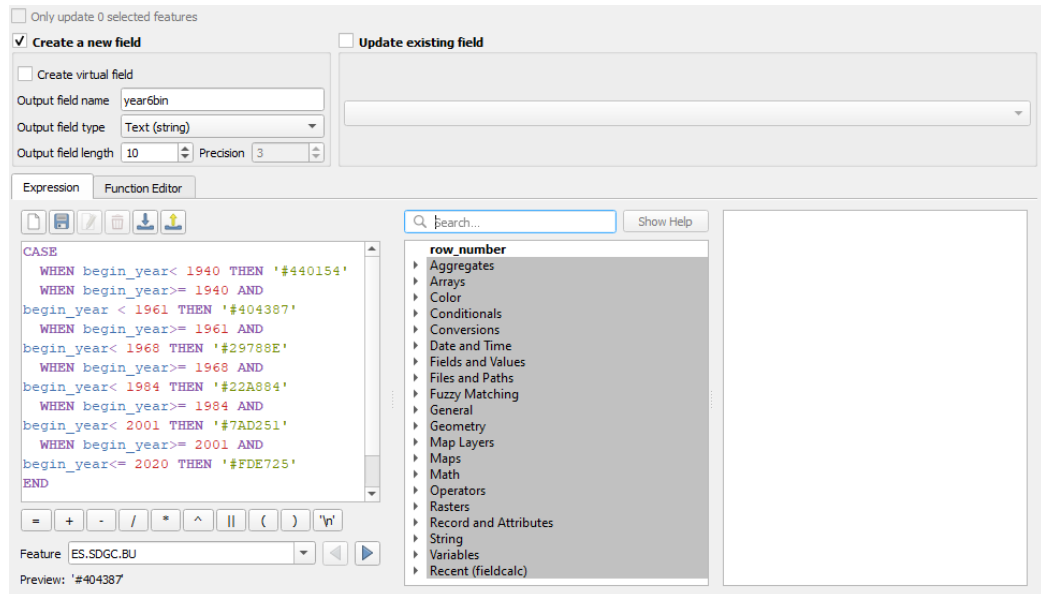 Only update 0 selected features
Create a new field
Update existing field
Create virtual field
Output field name year6bin
Output field type Text (string)
Output field length 10 Precision 3
Expression Function Editor
Search... Show Help
CASE
WHEN begin_year< 1940 THEN '#440154'
WHEN begin_year>= 1940 AND
begin_year < 1961 THEN '#404387'
WHEN begin_year>= 1961 AND
begin_year< 1968 THEN '#29788E'
WHEN begin_year>= 1968 AND
begin_year< 1984 THEN '#22A884'
WHEN begin_year>= 1984 AND
begin_year< 2001 THEN '#7AD251'
WHEN begin_year>= 2001 AND
begin_year<= 2020 THEN '#FDE725'
END
= + - / * ^ || ( ) '\n'
Feature ES.SDGC.BU
Preview: '#404387'
row_number
Aggregates
Arrays
Color
Conditionals
Conversions
Date and Time
Fields and Values
Files and Paths
Fuzzy Matching
General
Geometry
Map Layers
Maps
Math
Operators
Rasters
Record and Attributes
String
Variables
Recent (fieldcalc)